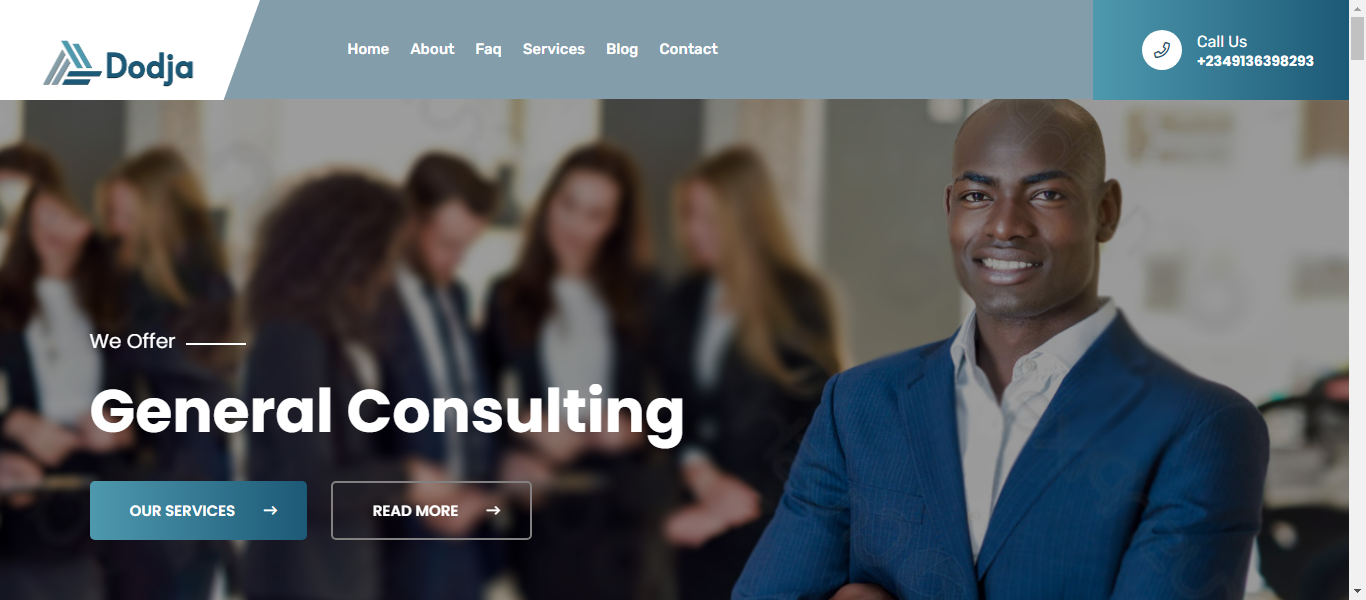 Dodja
Home About Faq Services Blog Contact
Call Us
+2349136398293
We Offer
General Consulting
OUR SERVICES → READ MORE →